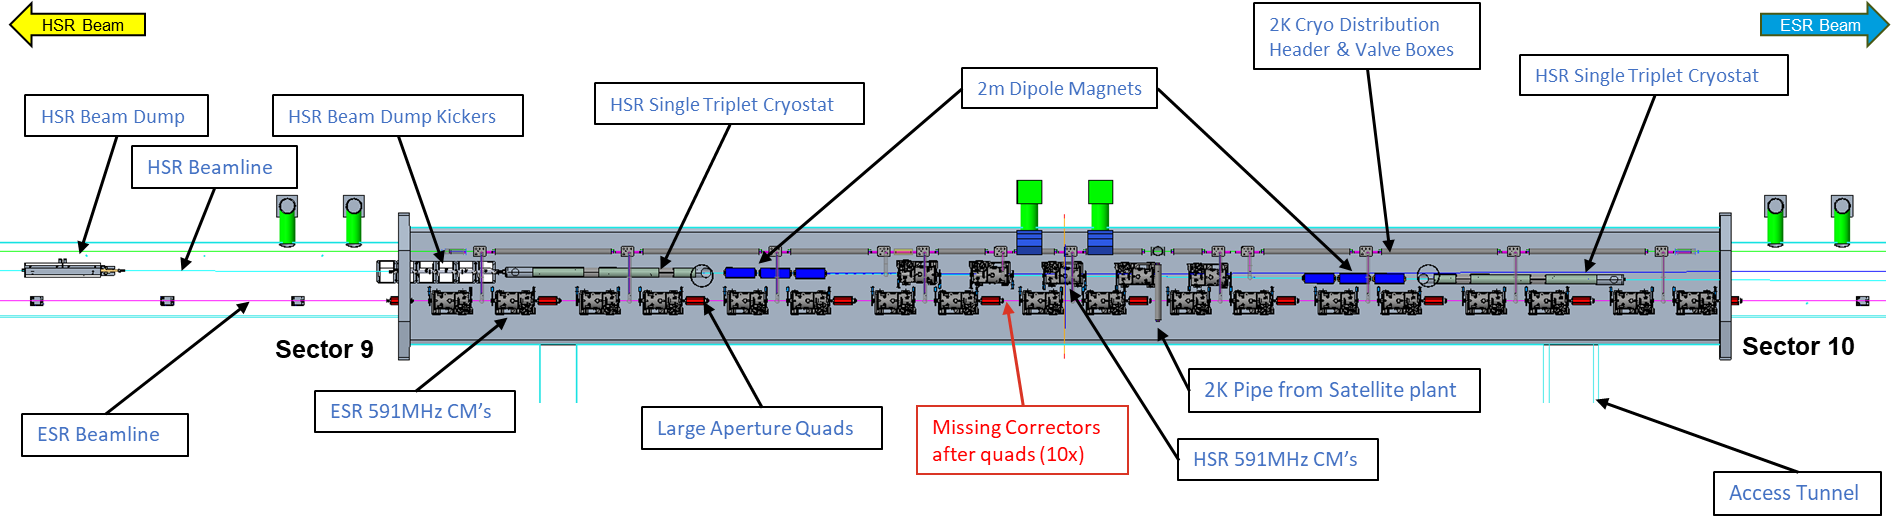 HSR Beam
2K Cryo Distribution
Header & Valve Boxes
ESR Beam
HSR Single Triplet Cryostat
2m Dipole Magnets
HSR Single Triplet Cryostat
HSR Beam Dump
HSR Beam Dump Kickers
HSR Beamline
Sector 9
Sector 10
2K Pipe from Satellite plant
ESR 591MHz CM's
Large Aperture Quads
Missing Correctors
after quads (10x)
ESR Beamline
HSR 591MHz CM's
Access Tunnel